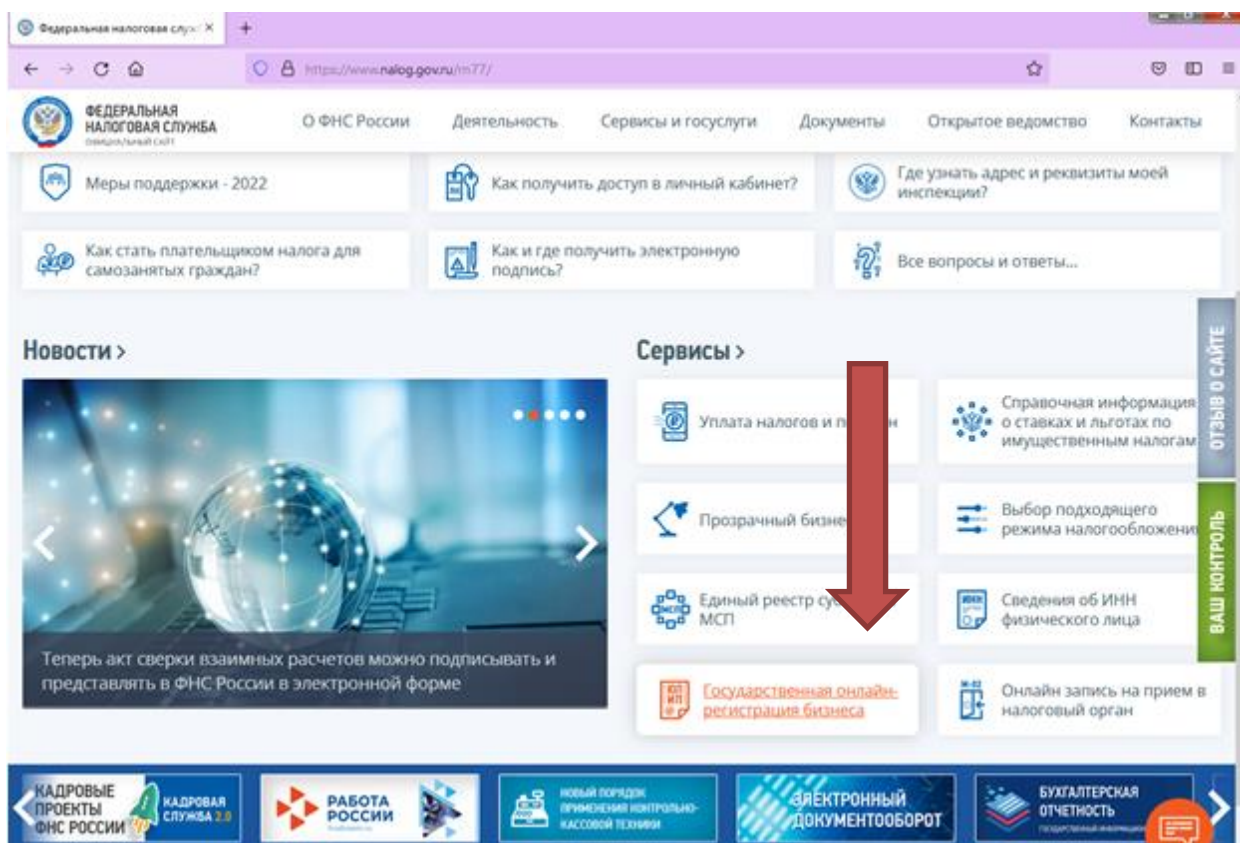 Федеральная налоговая служ
https://www.nalog.gov.ru/rn77/
ФЕДЕРАЛЬНАЯ
НАЛОГОВАЯ СЛУЖБА
ОФИЦИАЛЬНЫЙ САЙТ
О ФНС России
Деятельность
Сервисы и госуслуги
Документы
Открытое ведомство
Контакты
Меры поддержки - 2022
Как получить доступ в личный кабинет?
Где узнать адрес и реквизиты моей
инспекции?
Как стать плательщиком налога для
самозанятых граждан?
Как и где получить электронную
подпись?
Все вопросы и ответы...
Новости >
Теперь акт сверки взаимных расчетов можно подписывать и
представлять в ФНС России в электронной форме
Сервисы >
Уплата налогов и п н
Справочная информация
о ставках и льготах по
имущественным налогам
Прозрачный бизне
Выбор подходящего
режима налогообложени
Единый реестр су
МСП
Сведения об ИНН
физического лица
ЮЛ
ИП
Государственная онлайн-
регистрация бизнеса
Онлайн запись на прием в
налоговый орган
ОТЗЫВ О САЙТЕ
ВАШ КОНТРОЛЬ
КАДРОВЫЕ
ПРОЕКТЫ
ФНС РОССИИ
КАДРОВАЯ
СЛУЖБА 2.0
РАБОТА
РОССИИ
НОВЫЙ ПОРЯДОК
ПРИМЕНЕНИЯ КОНТРОЛЬНО-
КАССОВОЙ ТЕХНИКИ
ЭЛЕКТРОННЫЙ
ДОКУМЕНТООБОРОТ
БУХГАЛТЕРСКАЯ
ОТЧЕТНОСТЬ